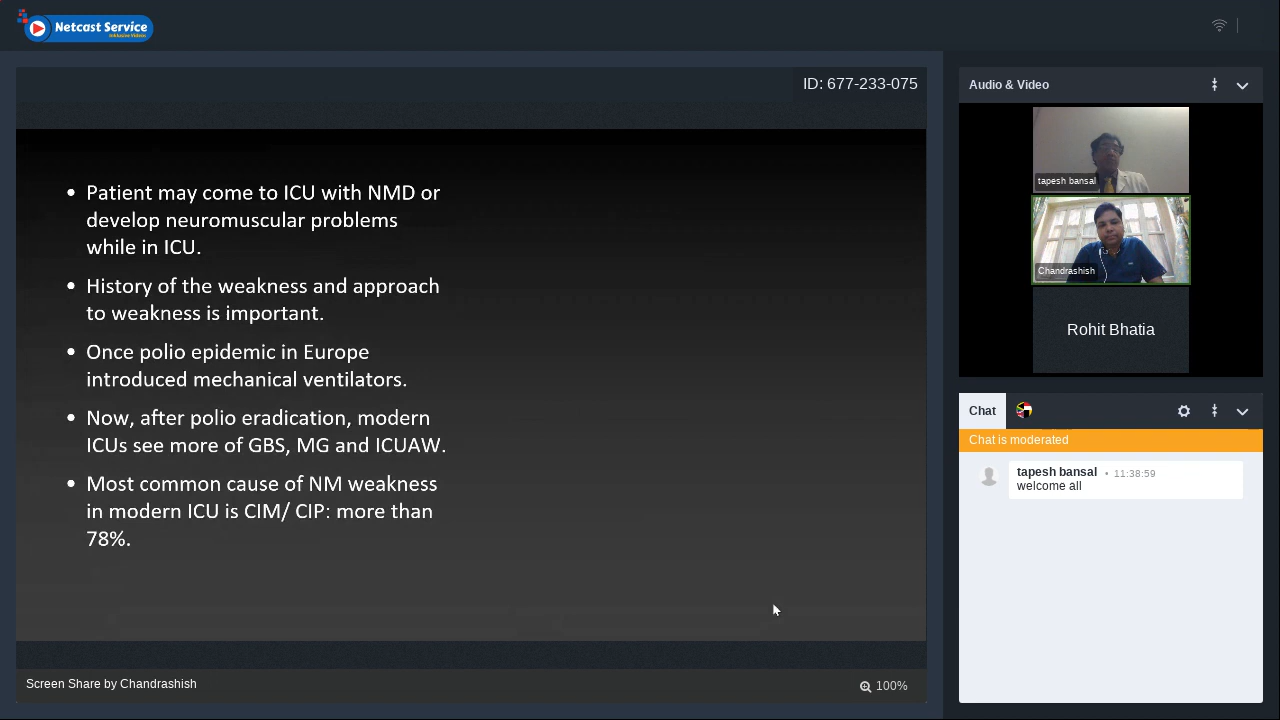 Netcast Service
Inklusive Videos
ID: 677-233-075
• Patient may come to ICU with NMD or
develop neuromuscular problems
while in ICU.
• History of the weakness and approach
to weakness is important.
• Once polio epidemic in Europe
introduced mechanical ventilators.
• Now, after polio eradication, modern
ICUs see more of GBS, MG and ICUAW.
• Most common cause of NM weakness
in modern ICU is CIM/ CIP: more than
78%.
Screen Share by Chandrashish
100%
Audio & Video
tapesh bansal
Chandrashish
Rohit Bhatia
Chat
Chat is moderated
tapesh bansal • 11:38:59
welcome all